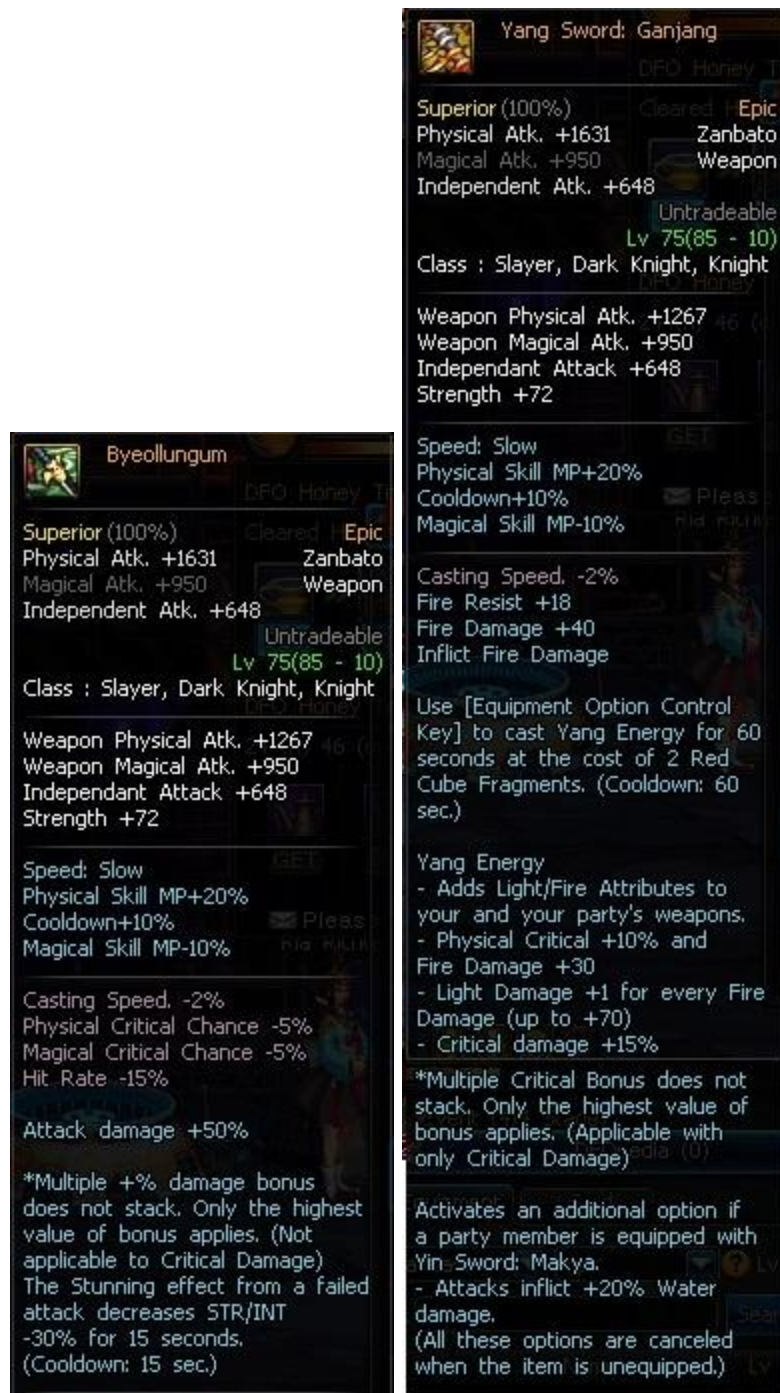 Byeollungum
Superior (100%) Epic
Physical Atk. +1631 Zanbato
Magical Atk. +950 Weapon
Independent Atk. +648
Untradeable
Lv 75(85 - 10)
Class : Slayer, Dark Knight, Knight
Weapon Physical Atk. +1267
Weapon Magical Atk. +950
Independant Attack +648
Strength +72
Speed: Slow
Physical Skill MP+20%
Cooldown+10%
Magical Skill MP-10%
Casting Speed. -2%
Physical Critical Chance -5%
Magical Critical Chance -5%
Hit Rate -15%
Attack damage +50%
*Multiple +% damage bonus
does not stack. Only the highest
value of bonus applies. (Not
applicable to Critical Damage)
The Stunning effect from a failed
attack decreases STR/INT
-30% for 15 seconds.
(Cooldown: 15 sec.)
Yang Sword: Ganjang
Superior (100%) Epic
Physical Atk. +1631 Zanbato
Magical Atk. +950 Weapon
Independent Atk. +648
Untradeable
Lv 75(85 - 10)
Class : Slayer, Dark Knight, Knight
Weapon Physical Atk. +1267
Weapon Magical Atk. +950
Independant Attack +648
Strength +72
Speed: Slow
Physical Skill MP+20%
Cooldown+10%
Magical Skill MP-10%
Casting Speed. -2%
Fire Resist +18
Fire Damage +40
Inflict Fire Damage
Use [Equipment Option Control
Key] to cast Yang Energy for 60
seconds at the cost of 2 Red
Cube Fragments. (Cooldown: 60
sec.)
Yang Energy
- Adds Light/Fire Attributes to
your and your party's weapons.
- Physical Critical +10% and
Fire Damage +30
- Light Damage +1 for every Fire
Damage (up to +70)
- Critical damage +15%
*Multiple Critical Bonus does not
stack. Only the highest value of
bonus applies. (Applicable with
only Critical Damage)
Activates an additional option if
a party member is equipped with
Yin Sword: Makya.
- Attacks inflict +20% Water
damage.
(All these options are canceled
when the item is unequipped.)